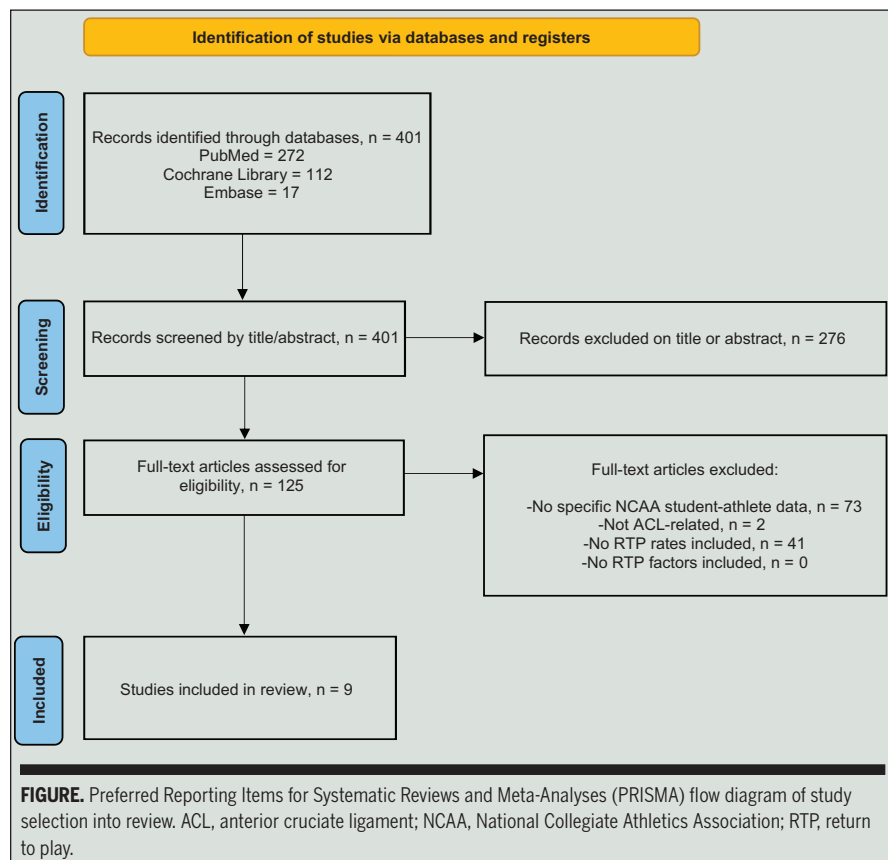 Identification of studies via databases and registers
Identification
Records identified through databases, n = 401
PubMed = 272
Cochrane Library = 112
Embase = 17
Screening
Records screened by title/abstract, n = 401
Records excluded on title or abstract, n = 276
Eligibility
Full-text articles assessed for
eligibility, n = 125
Full-text articles excluded:
-No specific NCAA student-athlete data, n = 73
-Not ACL-related, n = 2
-No RTP rates included, n = 41
-No RTP factors included, n = 0
Included
Studies included in review, n = 9
FIGURE. Preferred Reporting Items for Systematic Reviews and Meta-Analyses (PRISMA) flow diagram of study
selection into review. ACL, anterior cruciate ligament; NCAA, National Collegiate Athletics Association; RTP, return
to play.